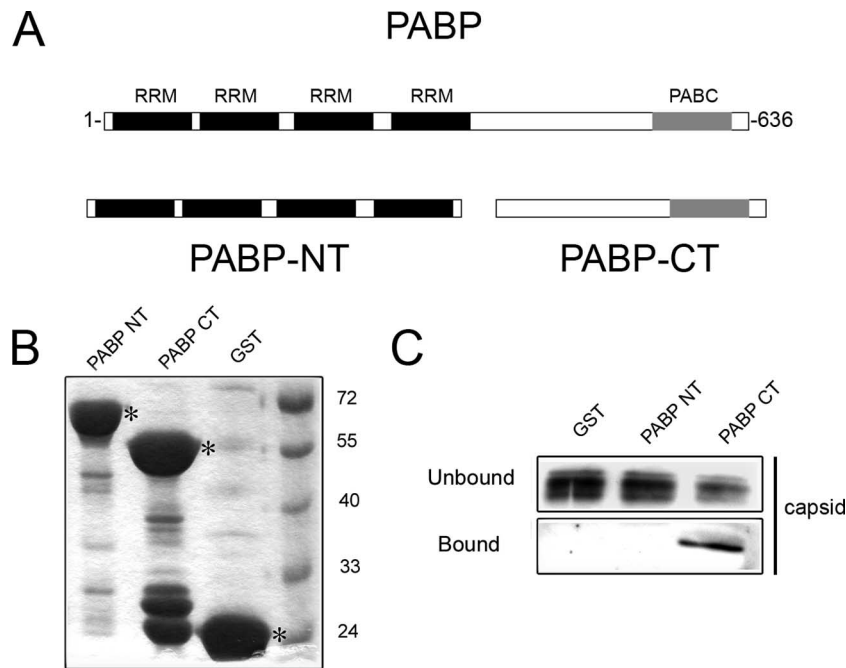 A
PABP
RRM RRM RRM RRM PABC
1- -636
PABP-NT PABP-CT
B
PABP NT PABP CT GST
* * *
72
55
40
33
24
C
GST PABP NT PABP CT
Unbound
Bound
capsid